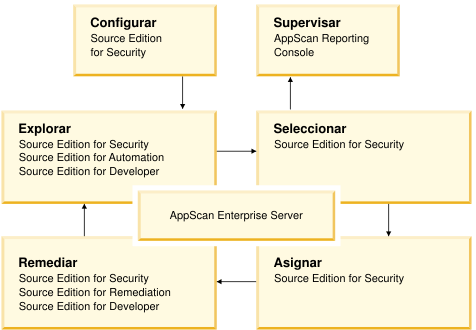 Configurar
Source Edition
for Security
Supervisar
AppScan Reporting
Console
Explorar
Source Edition for Security
Source Edition for Automation
Source Edition for Developer
Seleccionar
Source Edition for Security
AppScan Enterprise Server
Remediar
Source Edition for Security
Source Edition for Remediation
Source Edition for Developer
Asignar
Source Edition for Security